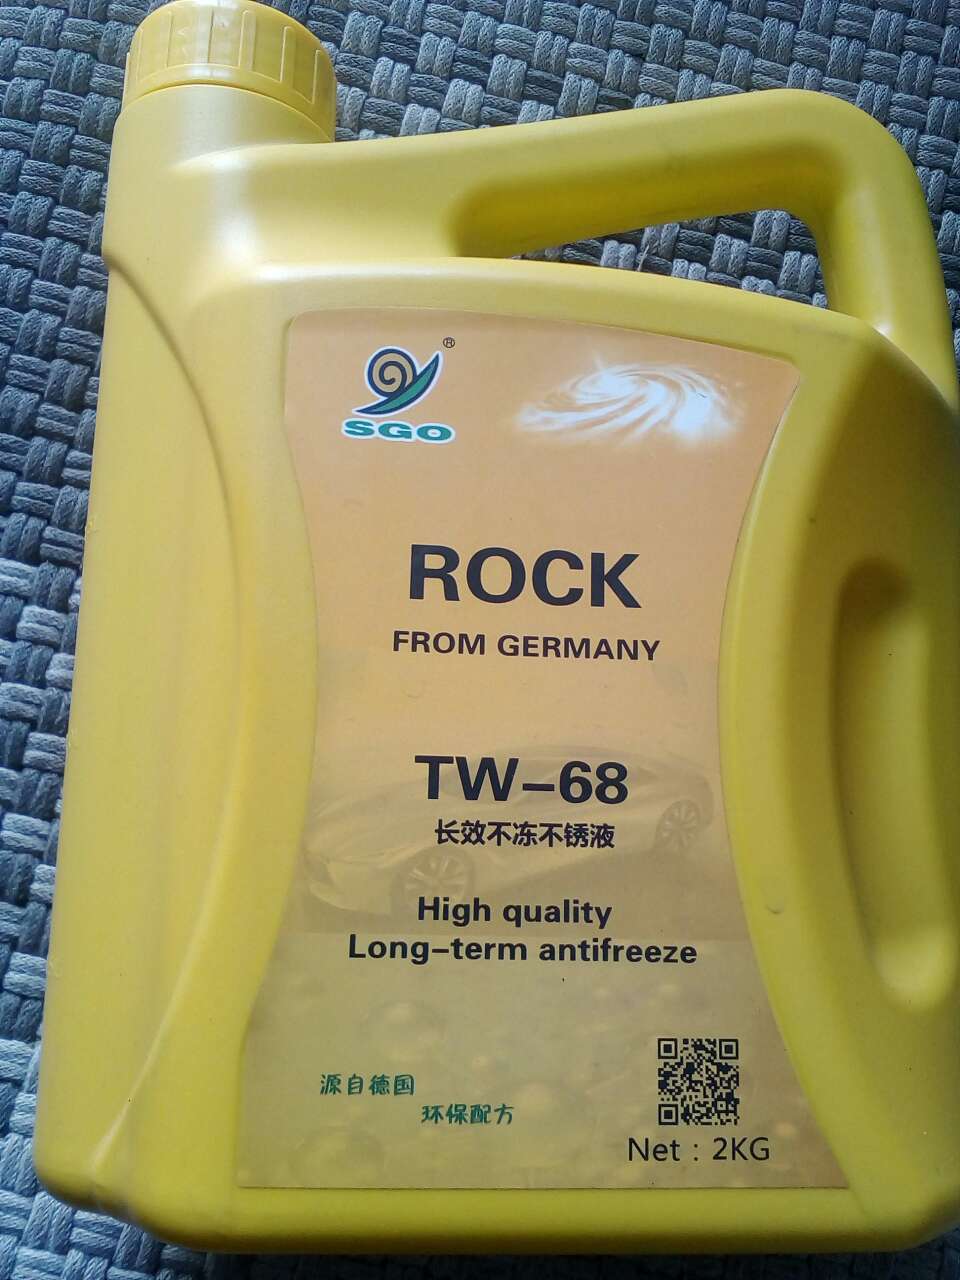 ®
SGO
ROCK
FROM GERMANY
TW-68
长效不冻不锈液
High quality
Long-term antifreeze
源自德国
环保配方
Net : 2KG